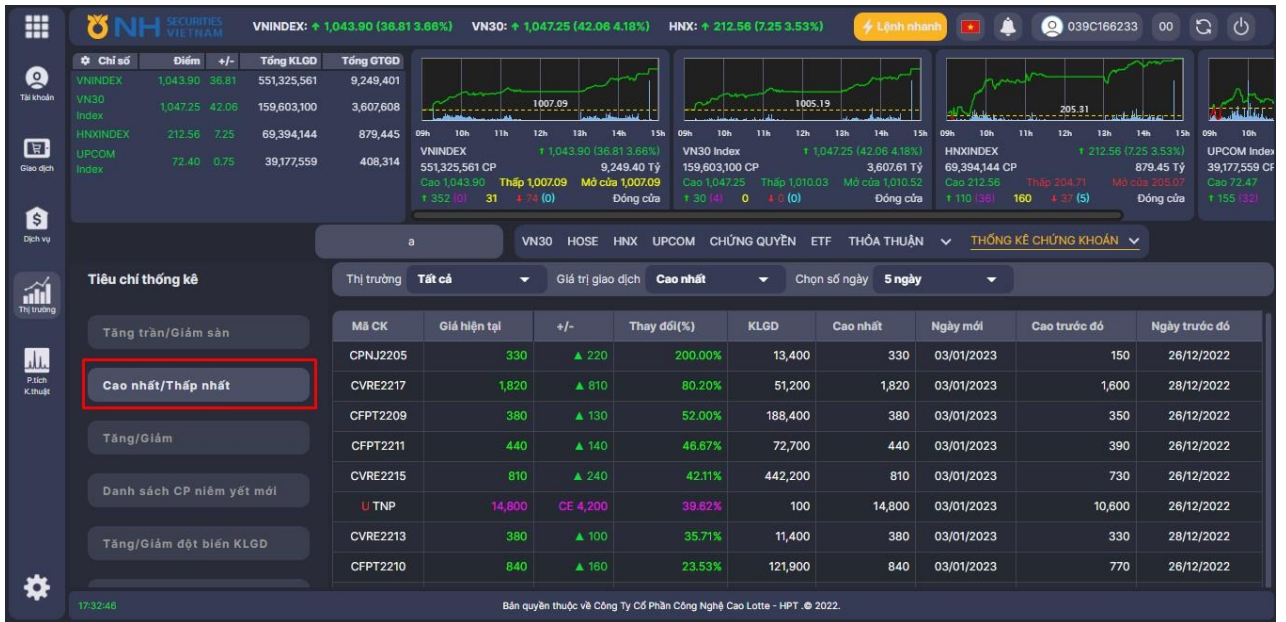 NH SECURITIES VIETNAM
VNINDEX: ↑ 1,043.90 (36.81 3.66%) VN30: ↑ 1,047.25 (42.06 4.18%) HNX: ↑ 212.56 (7.25 3.53%)
Lệnh nhanh
039C166233 00
Chỉ số Điểm +/- Tổng KLGD Tổng GTGD
VNINDEX 1,043.90 36.81 551,325,561 9,249,401
VN30 Index 1,047.25 42.06 159,603,100 3,607,608
HNXINDEX 212.56 7.25 69,394,144 879,445
UPCOM Index 72.40 0.75 39,177,559 408,314
1007.09
09h 10h 11h 12h 13h 14h 15h
VNINDEX ↑ 1,043.90 (36.81 3.66%)
551,325,561 CP 9,249.40 Tỷ
Cao 1,043.90 Thấp 1,007.09 Mở cửa 1,007.09
↑ 352 (0) 31 ↓ 74 (0) Đóng cửa
1005.19
09h 10h 11h 12h 13h 14h 15h
VN30 Index ↑ 1,047.25 (42.06 4.18%)
159,603,100 CP 3,607.61 Tỷ
Cao 1,047.25 Thấp 1,010.03 Mở cửa 1,010.52
↑ 30 (4) 0 ↓ 0 (0) Đóng cửa
205.31
09h 10h 11h 12h 13h 14h 15h
HNXINDEX ↑ 212.56 (7.25 3.53%)
69,394,144 CP 879.45 Tỷ
Cao 212.56 Thấp 204.71 Mở cửa 205.07
↑ 110 (36) 160 ↓ 37 (5) Đóng cửa
09h 10h
UPCOM Index
39,177,559 CP
Cao 72.47
↑ 155 (32)
a
VN30 HOSE HNX UPCOM CHỨNG QUYỀN ETF THỎA THUẬN THỐNG KÊ CHỨNG KHOÁN
Tài khoản
Giao dịch
Dịch vụ
Thị trường
P.tích
K.thuật
Tiêu chí thống kê
Tăng trần/Giảm sàn
Cao nhất/Thấp nhất
Tăng/Giảm
Danh sách CP niêm yết mới
Tăng/Giảm đột biến KLGD
Thị trường Tất cả Giá trị giao dịch Cao nhất Chọn số ngày 5 ngày
Mã CK Giá hiện tại +/- Thay đổi(%) KLGD Cao nhất Ngày mới Cao trước đó Ngày trước đó
CPNJ2205 330 ▲ 220 200.00% 13,400 330 03/01/2023 150 26/12/2022
CVRE2217 1,820 ▲ 810 80.20% 51,200 1,820 03/01/2023 1,600 28/12/2022
CFPT2209 380 ▲ 130 52.00% 188,400 380 03/01/2023 350 26/12/2022
CFPT2211 440 ▲ 140 46.67% 72,700 440 03/01/2023 390 26/12/2022
CVRE2215 810 ▲ 240 42.11% 442,200 810 03/01/2023 730 26/12/2022
U TNP 14,800 CE 4,200 39.62% 100 14,800 03/01/2023 10,600 26/12/2022
CVRE2213 380 ▲ 100 35.71% 11,400 380 03/01/2023 330 28/12/2022
CFPT2210 840 ▲ 160 23.53% 121,900 840 03/01/2023 770 26/12/2022
17:32:46
Bản quyền thuộc về Công Ty Cổ Phần Công Nghệ Cao Lotte - HPT .© 2022.